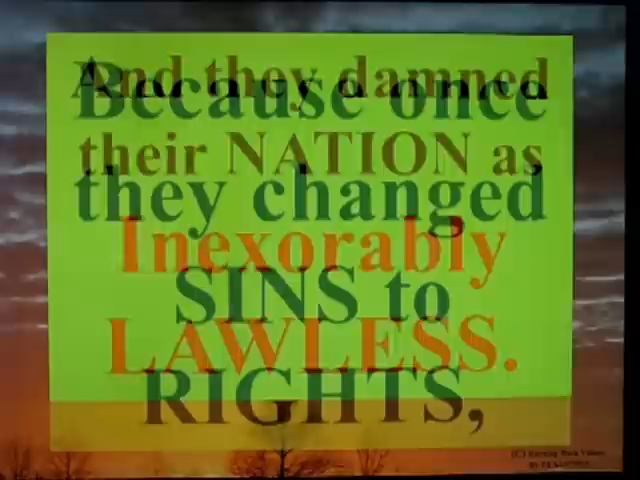 And they damned
Because once
their NATION as
they changed
Inexorably
SINS to
LAWLESS.
RIGHTS,